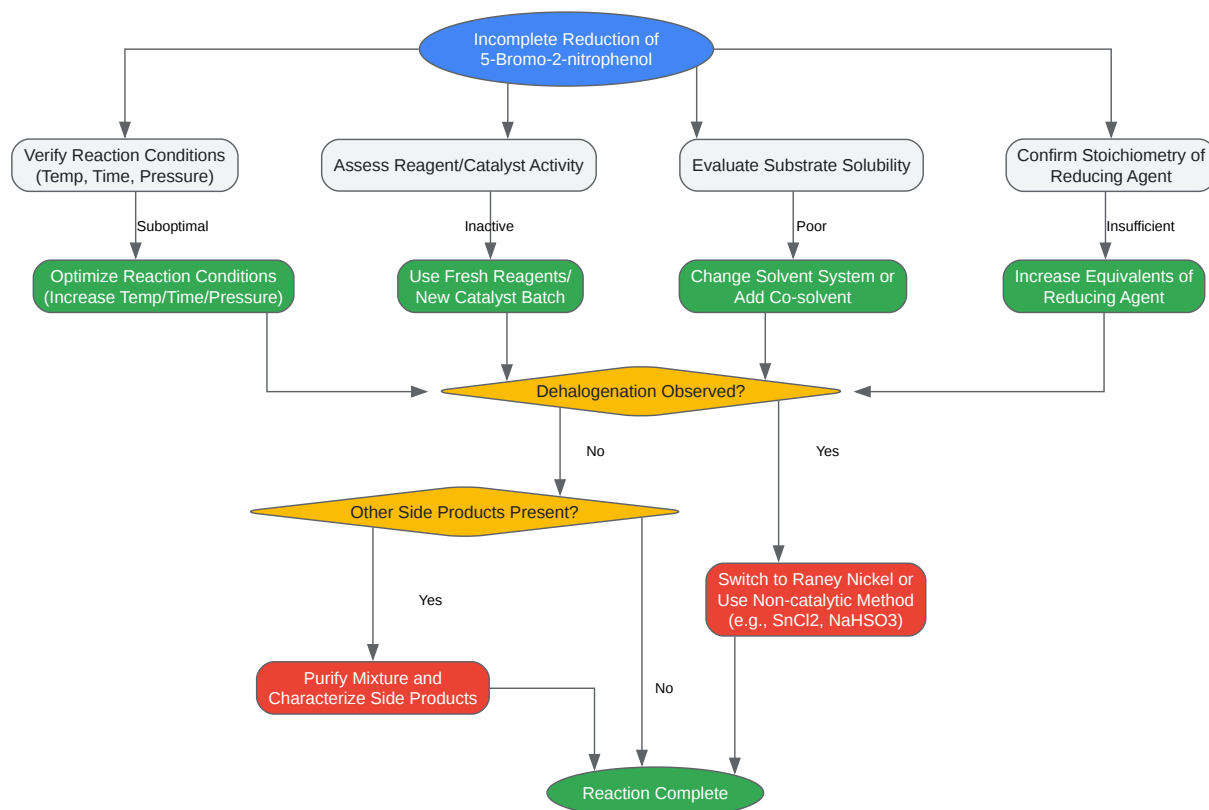 Incomplete Reduction of
5-Bromo-2-nitrophenol
Verify Reaction Conditions
(Temp, Time, Pressure)
Assess Reagent/Catalyst Activity
Evaluate Substrate Solubility
Confirm Stoichiometry of
Reducing Agent
Suboptimal
Inactive
Poor
Insufficient
Optimize Reaction Conditions
(Increase Temp/Time/Pressure)
Use Fresh Reagents/
New Catalyst Batch
Change Solvent System or
Add Co-solvent
Increase Equivalents of
Reducing Agent
Dehalogenation Observed?
No
Yes
Other Side Products Present?
Switch to Raney Nickel or
Use Non-catalytic Method
(e.g., SnCl2, NaHSO3)
Yes
Purify Mixture and
Characterize Side Products
No
Reaction Complete